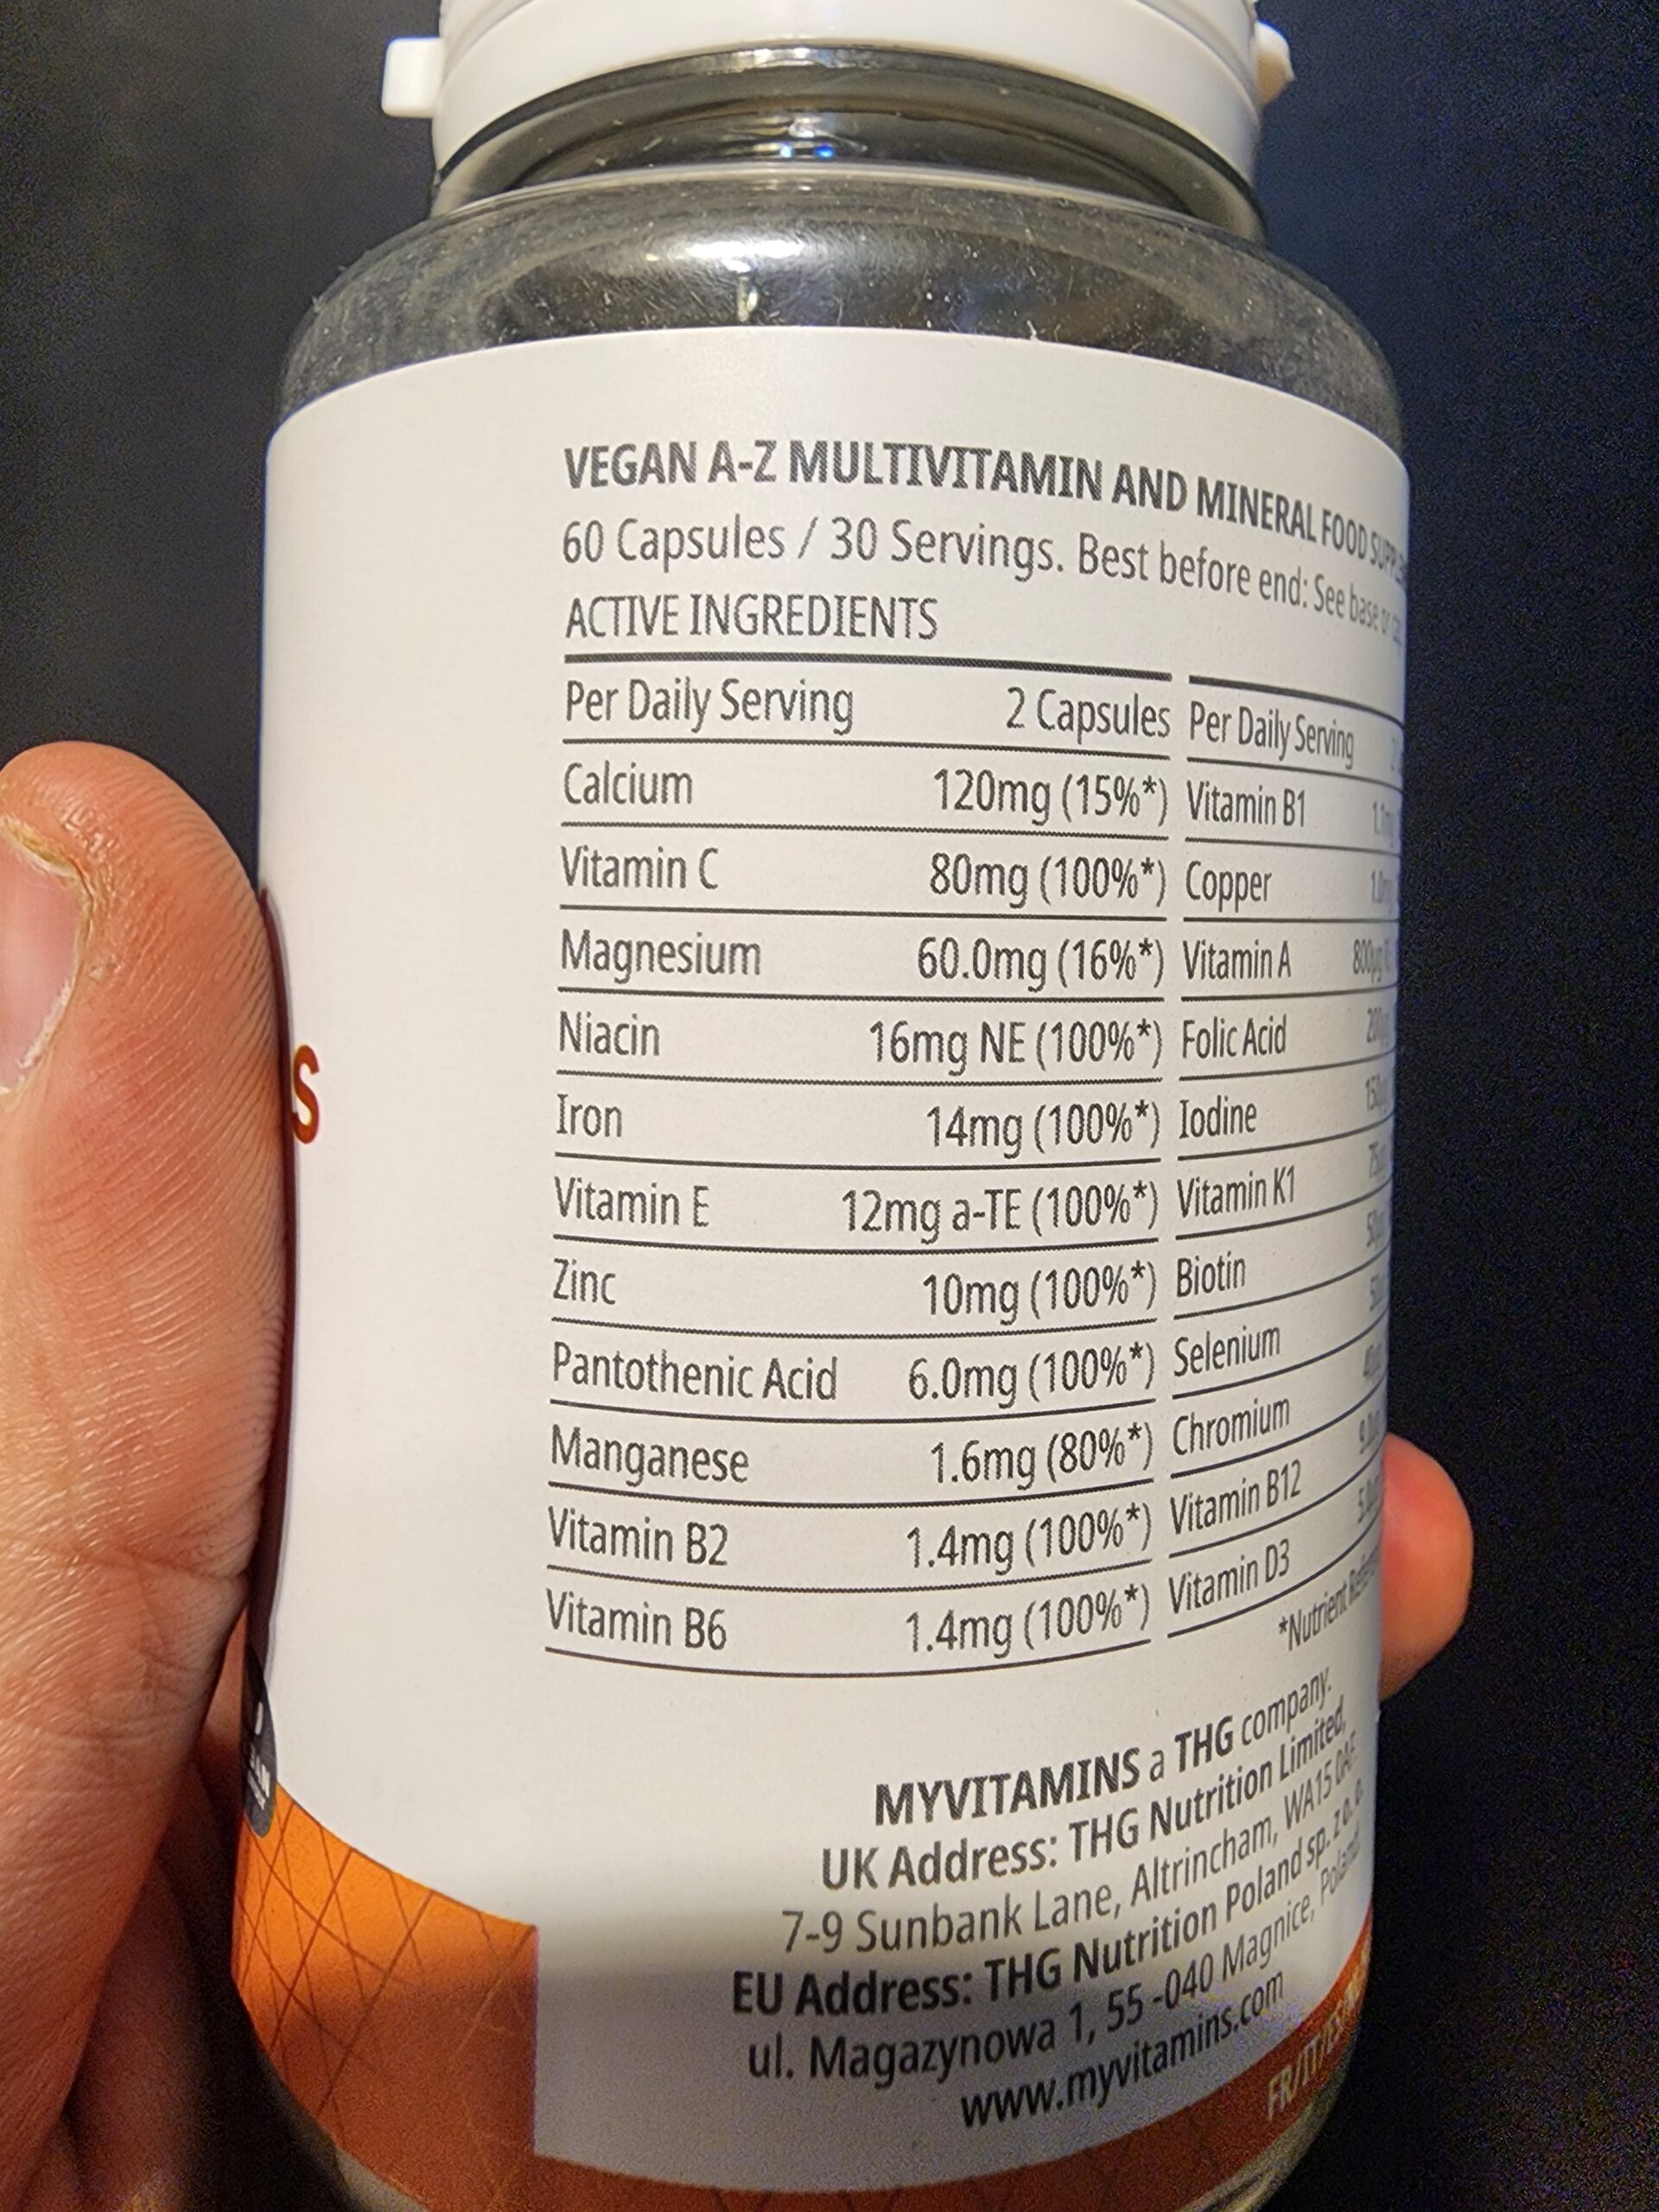 VEGAN A-Z MULTIVITAMIN AND MINERAL FOOD
60 Capsules / 30 Servings. Best before end: See base or
ACTIVE INGREDIENTS
Per Daily Serving 2 Capsules
Calcium 120mg (15%*)
Vitamin C 80mg (100%*)
Magnesium 60.0mg (16%*)
Niacin 16mg NE (100%*)
Iron 14mg (100%*)
Vitamin E 12mg a-TE (100%*)
Zinc 10mg (100%*)
Pantothenic Acid 6.0mg (100%*)
Manganese 1.6mg (80%*)
Vitamin B2 1.4mg (100%*)
Vitamin B6 1.4mg (100%*)
Per Daily Serving
Vitamin B1
Copper
Vitamin A
Folic Acid
Iodine
Vitamin K1
Biotin
Selenium
Chromium
Vitamin B12
Vitamin D3
*Nutrient
MYVITAMINS a THG company.
UK Address: THG Nutrition Limited,
7-9 Sunbank Lane, Altrincham, WA15
EU Address: THG Nutrition Poland sp. z o. o.
ul. Magazynowa 1, 55 -040 Magnice, Poland
www.myvitamins.com
S